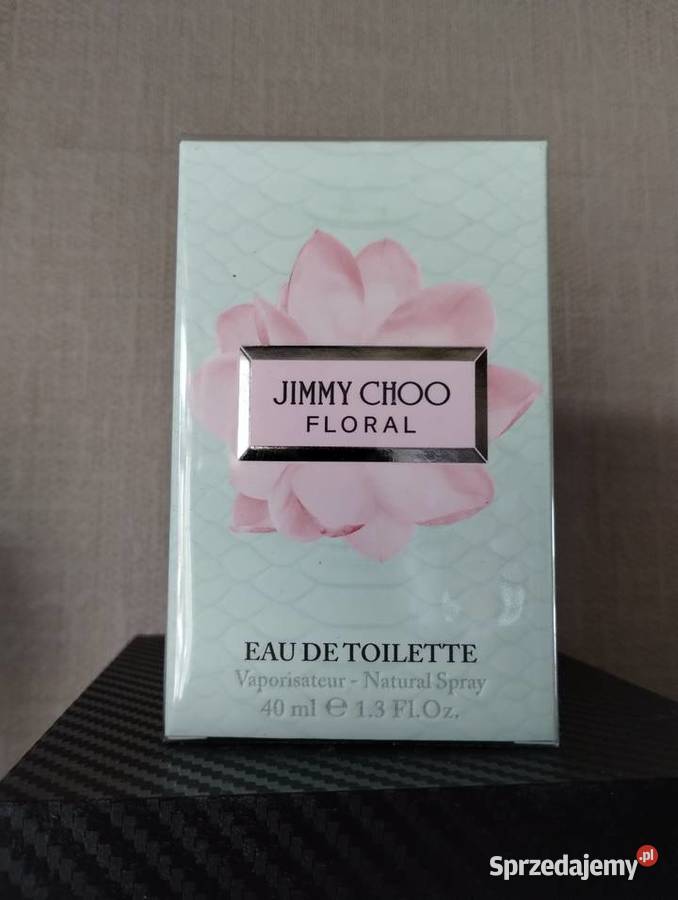 JIMMY CHOO
FLORAL
EAU DE TOILETTE
Vaporisateur - Natural Spray
40 ml ℮ 1.3 Fl.Oz.
Sprzedajemy.pl